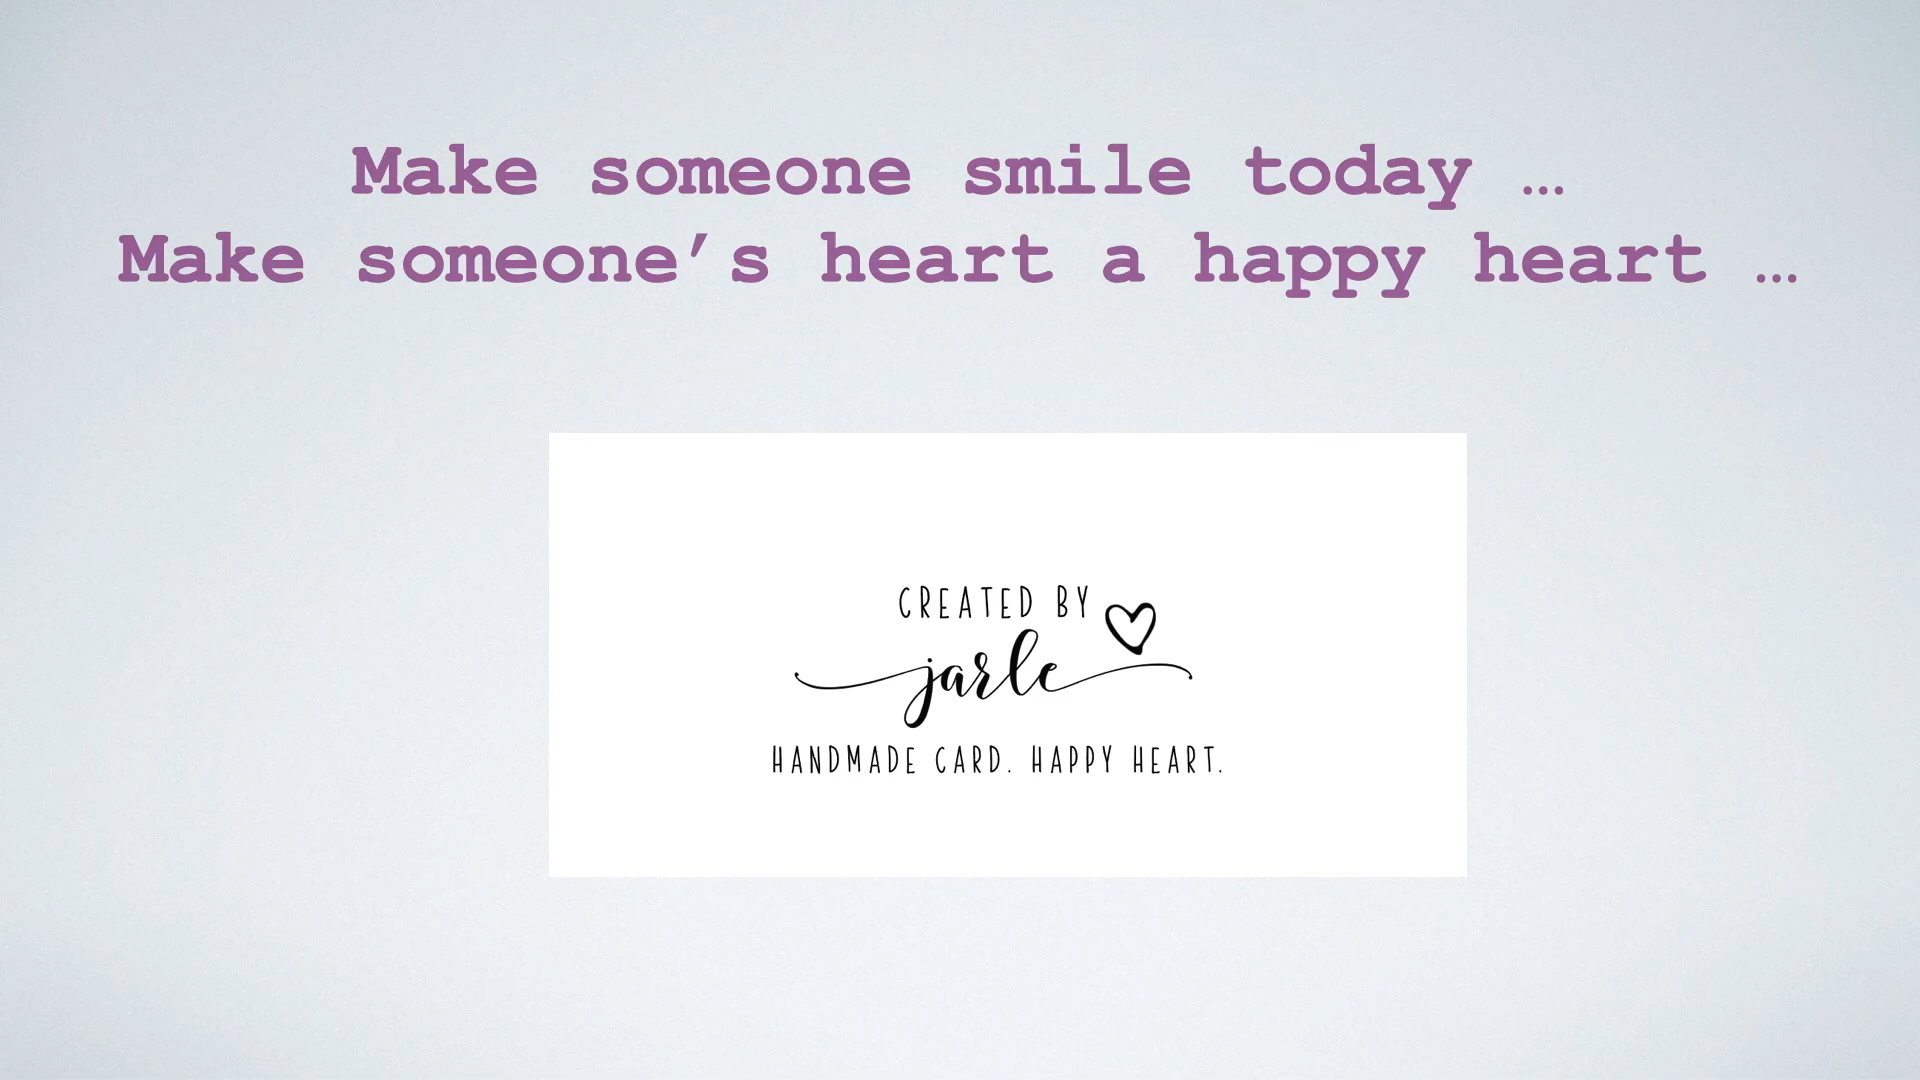 Make someone smile today …
Make someone’s heart a happy heart …
CREATED BY
jarle
HANDMADE CARD. HAPPY HEART.